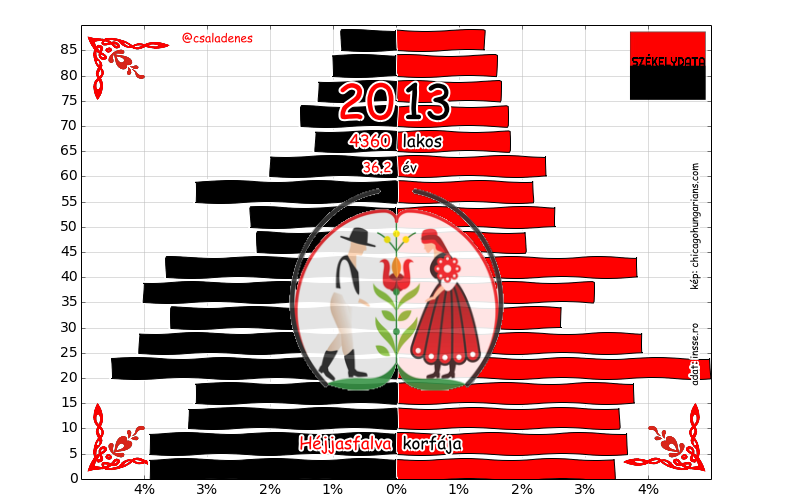 @csaladenes
SZÉKELYDATA
2013
4360 lakos
36,2 év
85
80
75
70
65
60
55
50
45
40
35
30
25
20
15
10
5
0
kép: chicagohungarians.com
adat: insse.ro
Héjjasfalva korfája
4% 3% 2% 1% 0% 1% 2% 3% 4%